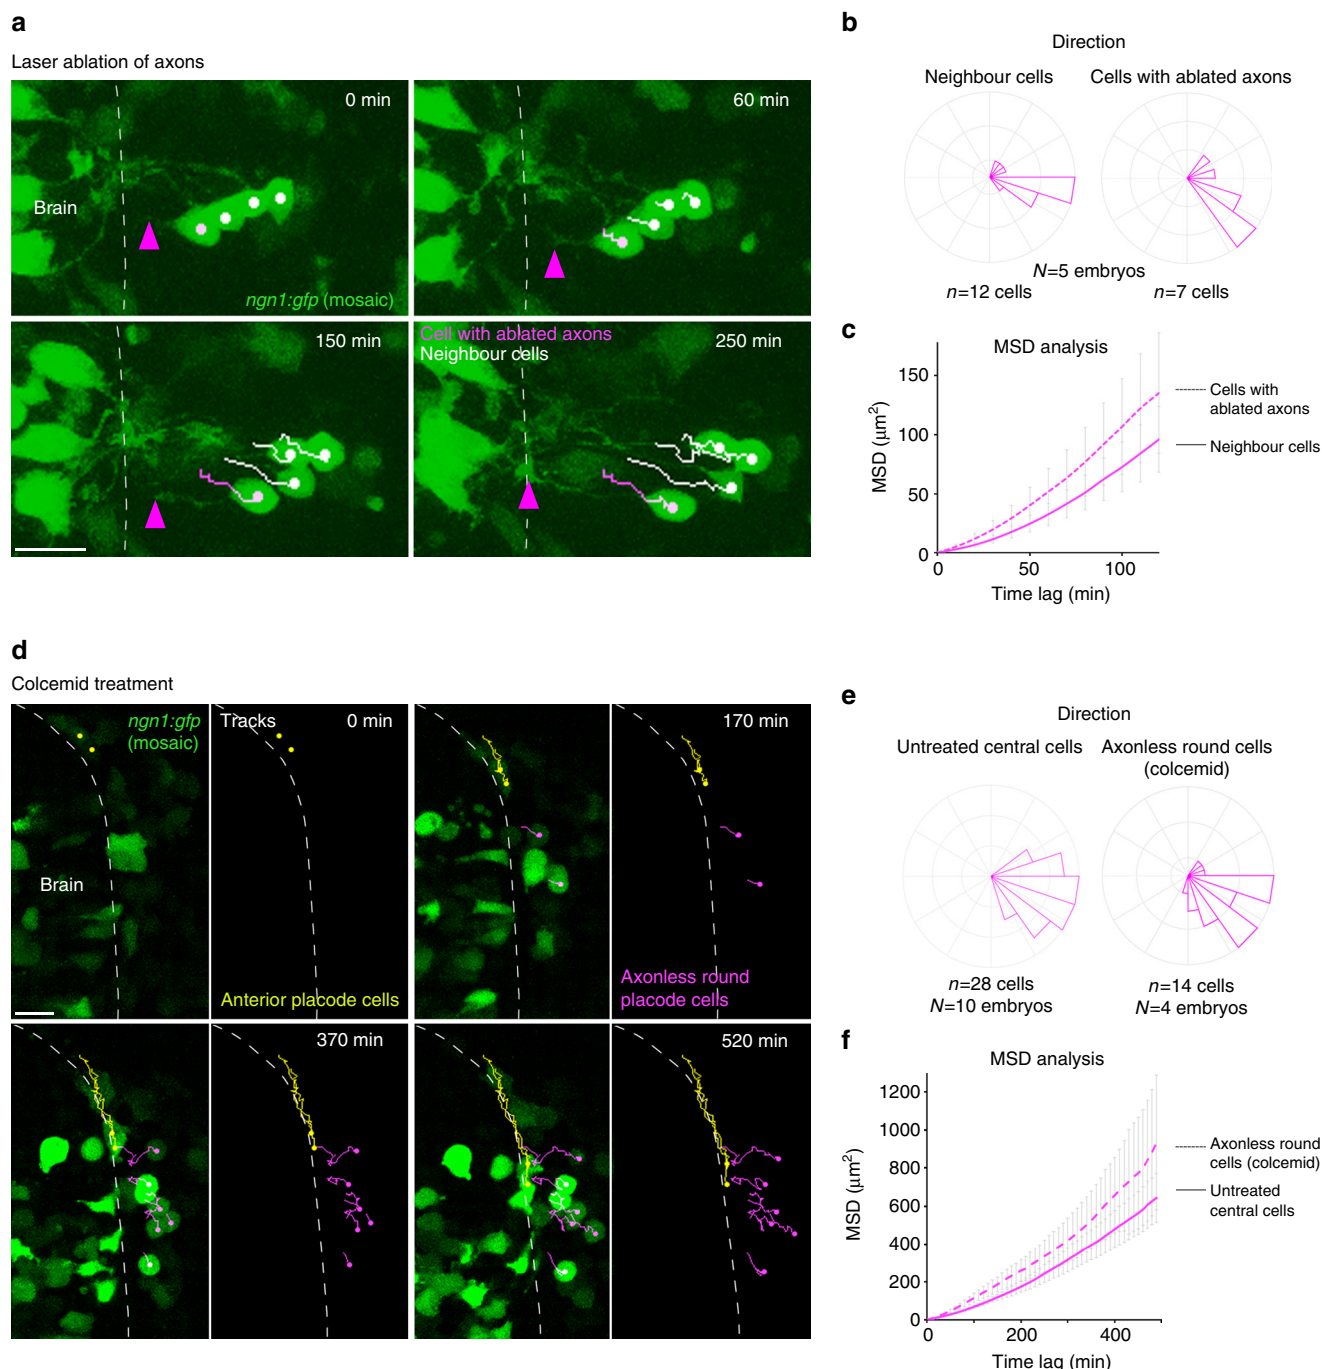 a
Laser ablation of axons
0 min
Brain
ngn1:gfp (mosaic)
60 min
150 min
Cell with ablated axons
Neighbour cells
250 min
b
Direction
Neighbour cells
Cells with ablated axons
N=5 embryos
n=12 cells
n=7 cells
c
MSD analysis
150
100
50
0
MSD (μm²)
0
50
100
Time lag (min)
Cells with
ablated axons
Neighbour cells
d
Colcemid treatment
ngn1:gfp
(mosaic)
Brain
Tracks
0 min
Anterior placode cells
170 min
Axonless round
placode cells
370 min
520 min
e
Direction
Untreated central cells
Axonless round cells
(colcemid)
n=28 cells
N=10 embryos
n=14 cells
N=4 embryos
f
MSD analysis
1200
1000
800
600
400
200
0
MSD (μm²)
0
200
400
Time lag (min)
Axonless round
cells (colcemid)
Untreated
central cells